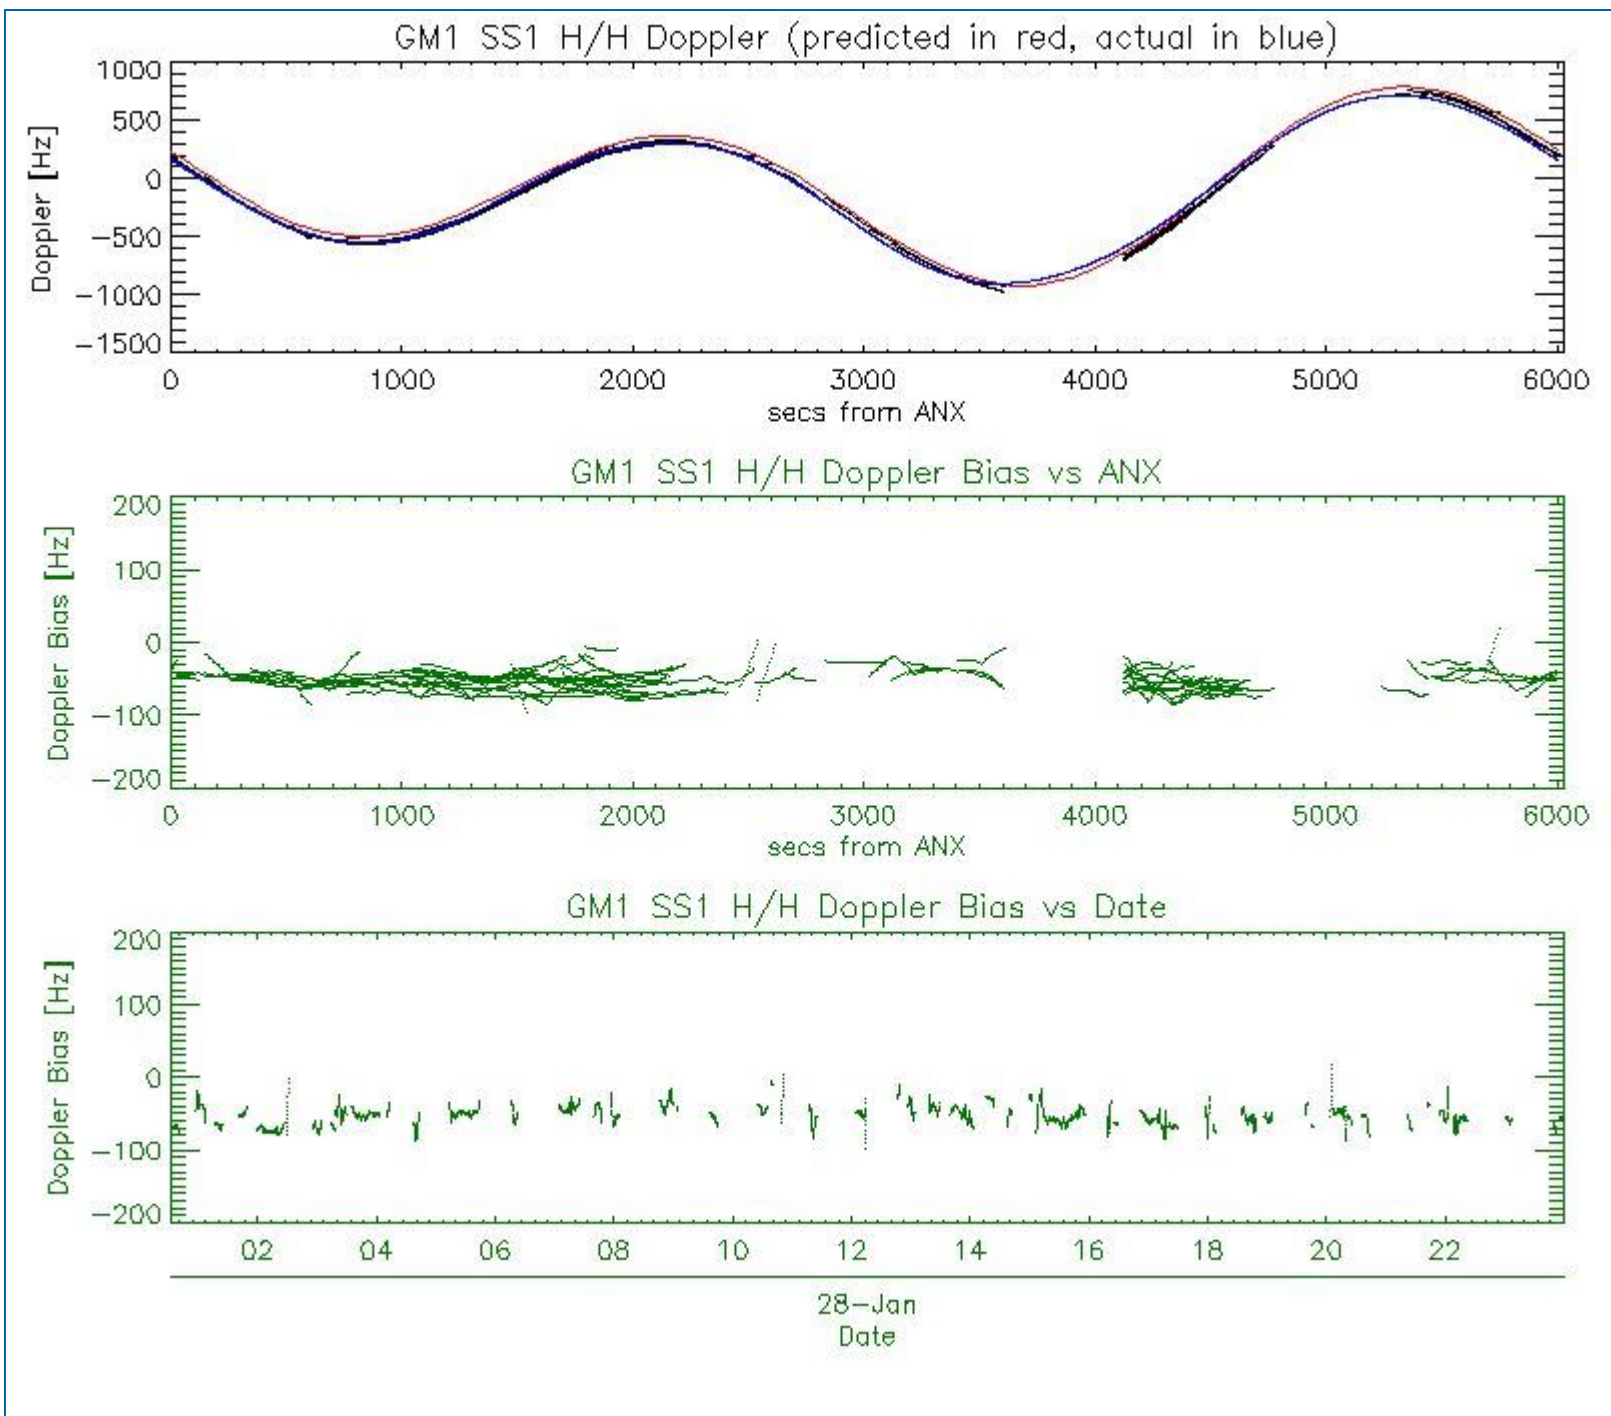 GM1 SS1 H/H Doppler (predicted in red, actual in blue)
1000
500
0
-500
-1000
-1500
Doppler [Hz]
0 1000 2000 3000 4000 5000 6000
secs from ANX
GM1 SS1 H/H Doppler Bias vs ANX
200
100
0
-100
-200
Doppler Bias [Hz]
0 1000 2000 3000 4000 5000 6000
secs from ANX
GM1 SS1 H/H Doppler Bias vs Date
200
100
0
-100
-200
Doppler Bias [Hz]
02 04 06 08 10 12 14 16 18 20 22
28-Jan
Date